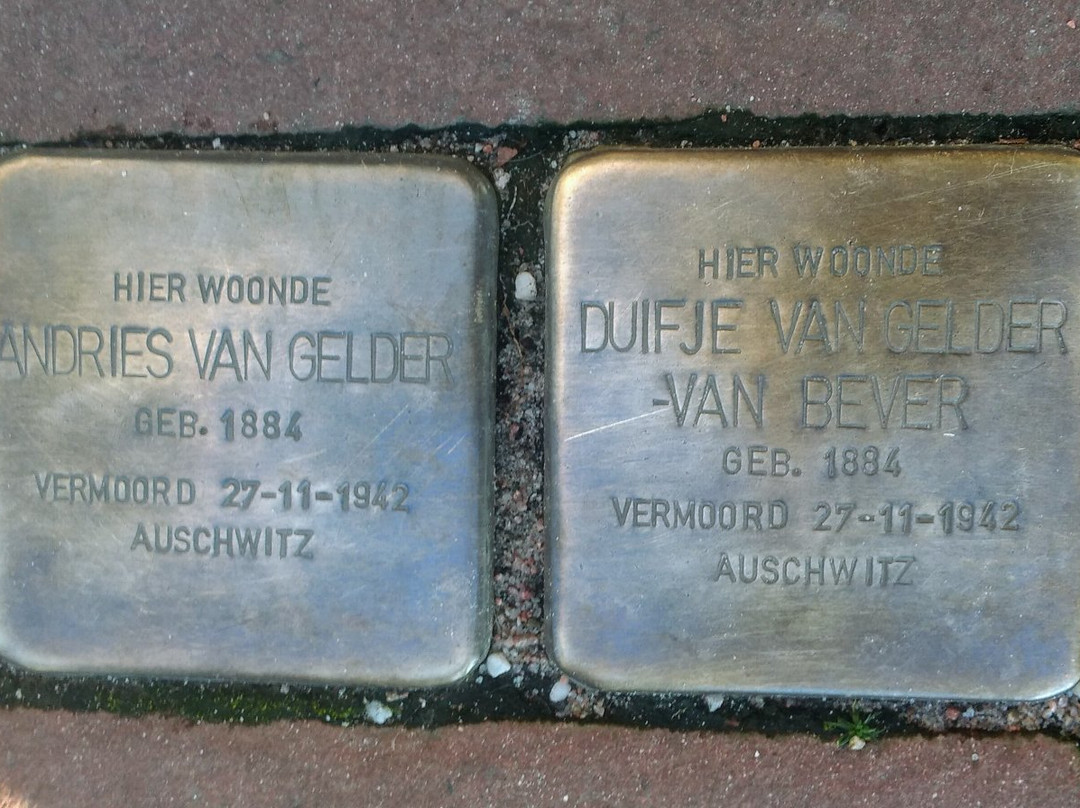 HIER WOONDE
ANDRIES VAN GELDER
GEB. 1884
VERMOORD 27-11-1942
AUSCHWITZ
HIER WOONDE
DUIFJE VAN GELDER
-VAN BEVER
GEB. 1884
VERMOORD 27-11-1942
AUSCHWITZ